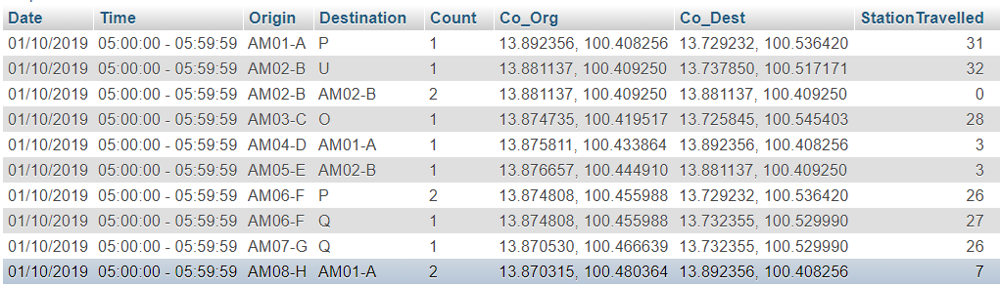 Date Time Origin Destination Count Co_Org Co_Dest StationTravelled
01/10/2019 05:00:00 - 05:59:59 AM01-A P 1 13.892356, 100.408256 13.729232, 100.536420 31
01/10/2019 05:00:00 - 05:59:59 AM02-B U 1 13.881137, 100.409250 13.737850, 100.517171 32
01/10/2019 05:00:00 - 05:59:59 AM02-B AM02-B 2 13.881137, 100.409250 13.881137, 100.409250 0
01/10/2019 05:00:00 - 05:59:59 AM03-C O 1 13.874735, 100.419517 13.725845, 100.545403 28
01/10/2019 05:00:00 - 05:59:59 AM04-D AM01-A 1 13.875811, 100.433864 13.892356, 100.408256 3
01/10/2019 05:00:00 - 05:59:59 AM05-E AM02-B 1 13.876657, 100.444910 13.881137, 100.409250 3
01/10/2019 05:00:00 - 05:59:59 AM06-F P 2 13.874808, 100.455988 13.729232, 100.536420 26
01/10/2019 05:00:00 - 05:59:59 AM06-F Q 1 13.874808, 100.455988 13.732355, 100.529990 27
01/10/2019 05:00:00 - 05:59:59 AM07-G Q 1 13.870530, 100.466639 13.732355, 100.529990 26
01/10/2019 05:00:00 - 05:59:59 AM08-H AM01-A 2 13.870315, 100.480364 13.892356, 100.408256 7